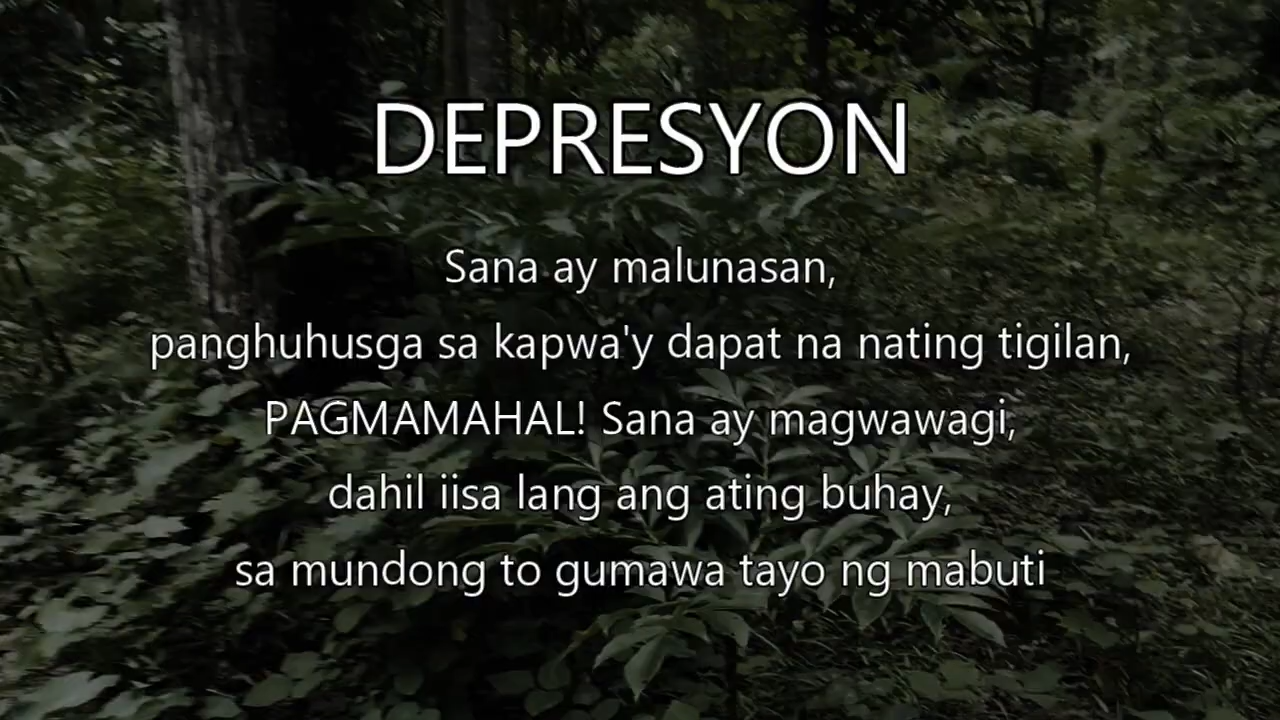 DEPRESYON
Sana ay malunasan,
panghuhusga sa kapwa'y dapat na nating tigilan,
PAGMAMAHAL! Sana ay magwawagi,
dahil iisa lang ang ating buhay,
sa mundong to gumawa tayo ng mabuti